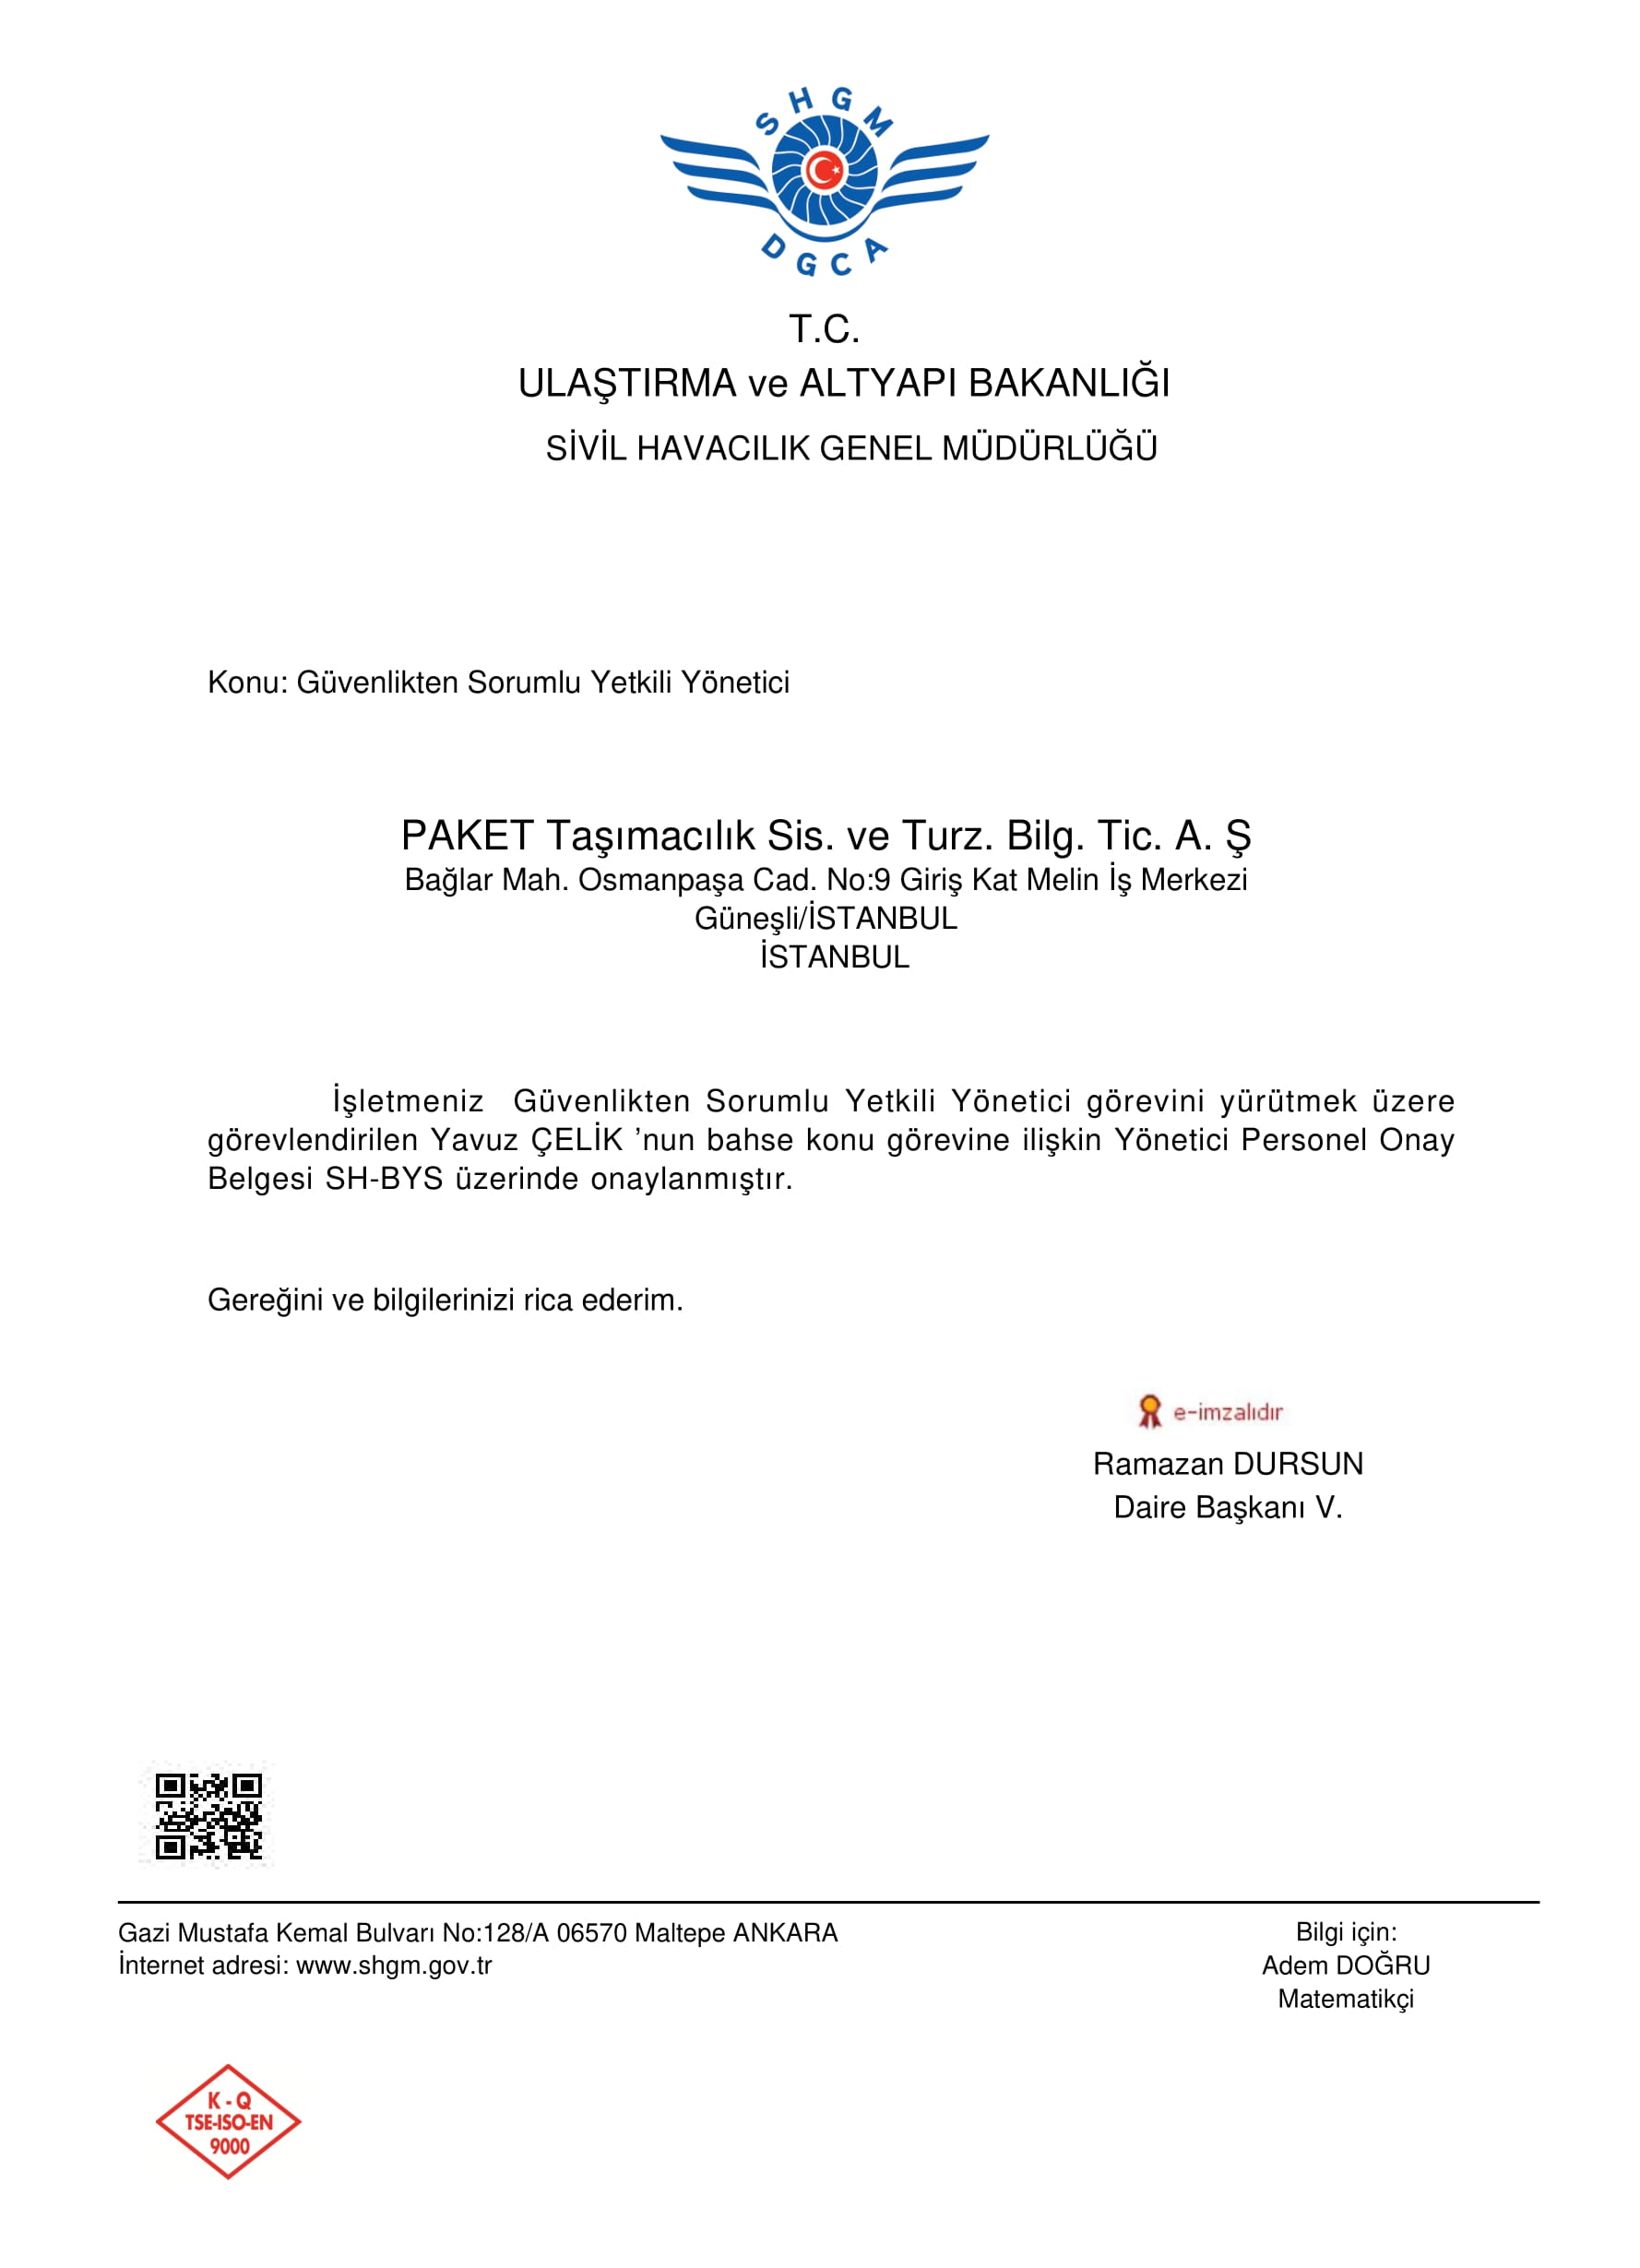 SHGM
DGCA
T.C.
ULAŞTIRMA ve ALTYAPI BAKANLIĞI
SİVİL HAVACILIK GENEL MÜDÜRLÜĞÜ
Konu: Güvenlikten Sorumlu Yetkili Yönetici
PAKET Taşımacılık Sis. ve Turz. Bilg. Tic. A. Ş
Bağlar Mah. Osmanpaşa Cad. No:9 Giriş Kat Melin İş Merkezi
Güneşli/İSTANBUL
İSTANBUL
İşletmeniz Güvenlikten Sorumlu Yetkili Yönetici görevini yürütmek üzere
görevlendirilen Yavuz ÇELİK ’nun bahse konu görevine ilişkin Yönetici Personel Onay
Belgesi SH-BYS üzerinde onaylanmıştır.
Gereğini ve bilgilerinizi rica ederim.
e-imzalıdır
Ramazan DURSUN
Daire Başkanı V.
Gazi Mustafa Kemal Bulvarı No:128/A 06570 Maltepe ANKARA
İnternet adresi: www.shgm.gov.tr
Bilgi için:
Adem DOĞRU
Matematikçi
K - Q
TSE-ISO-EN
9000